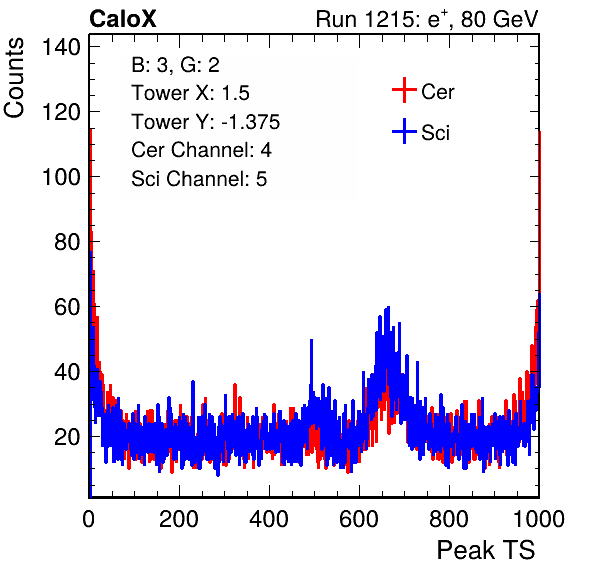 CaloX Run 1215: e⁺, 80 GeV
Counts
140
120
100
80
60
40
20
B: 3, G: 2
Tower X: 1.5
Tower Y: -1.375
Cer Channel: 4
Sci Channel: 5
Cer
Sci
0 200 400 600 800 1000
Peak TS